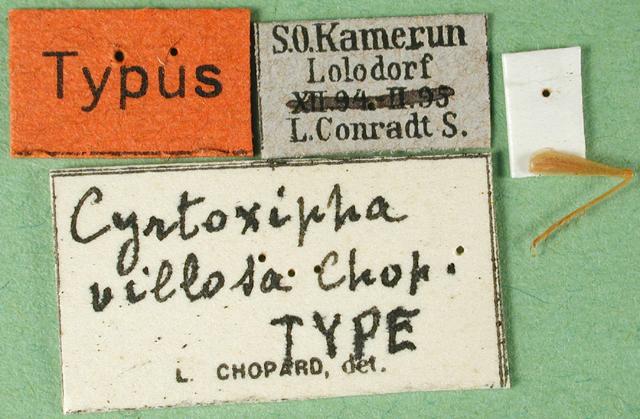 Typus
S.O.Kamerun
Lolodorf
XII.94. II.95
L.Conradt S.
Cyrtoxipha
villosa Chop.
TYPE
L. CHOPARD, det.